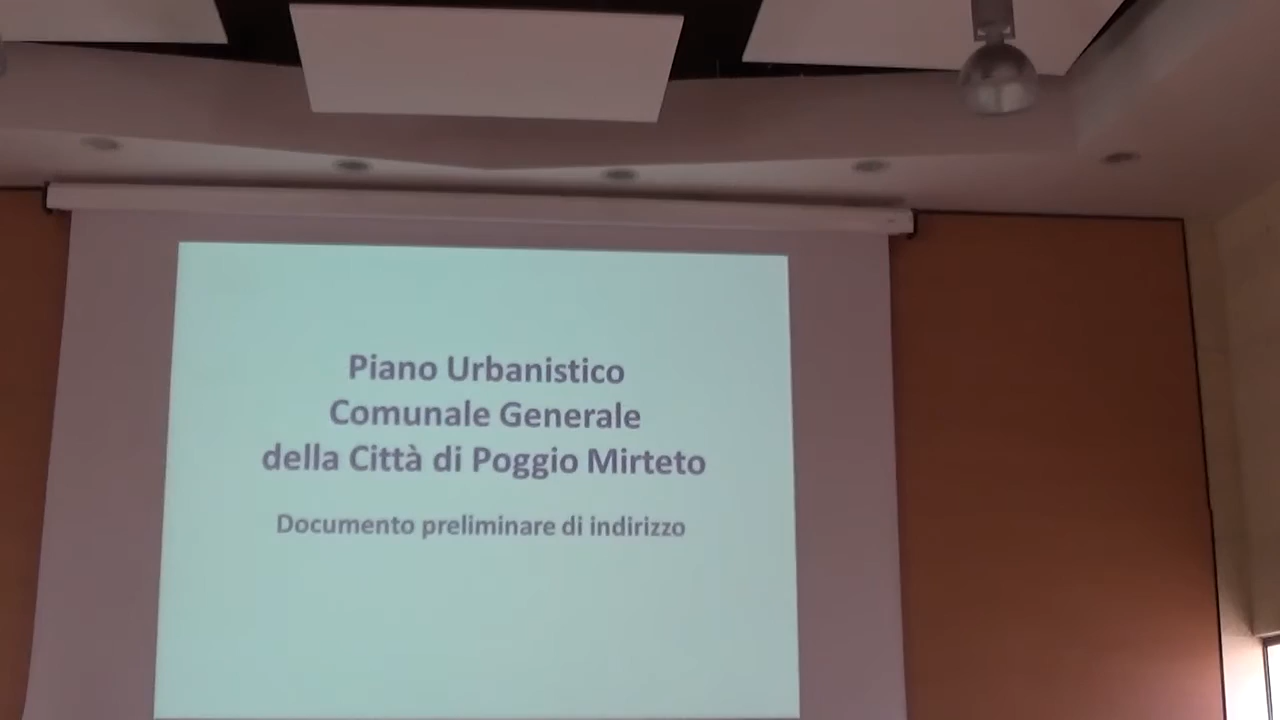 Piano Urbanistico
Comunale Generale
della Città di Poggio Mirteto
Documento preliminare di indirizzo